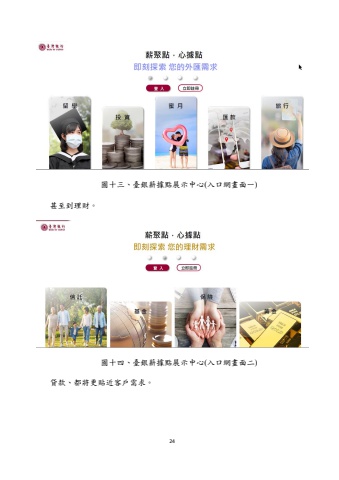 臺灣銀行
薪聚點．心據點
即刻探索 您的外匯需求
登 入
立即註冊
留 學
投 資
蜜 月
匯 款
旅 行
圖十三、臺銀薪據點展示中心(入口網畫面一)
甚至到理財。
臺灣銀行
薪聚點．心據點
即刻探索 您的理財需求
登 入
立即註冊
信 託
基 金
保 險
黃 金
圖十四、臺銀薪據點展示中心(入口網畫面二)
貸款、都將更貼近客戶需求。
24